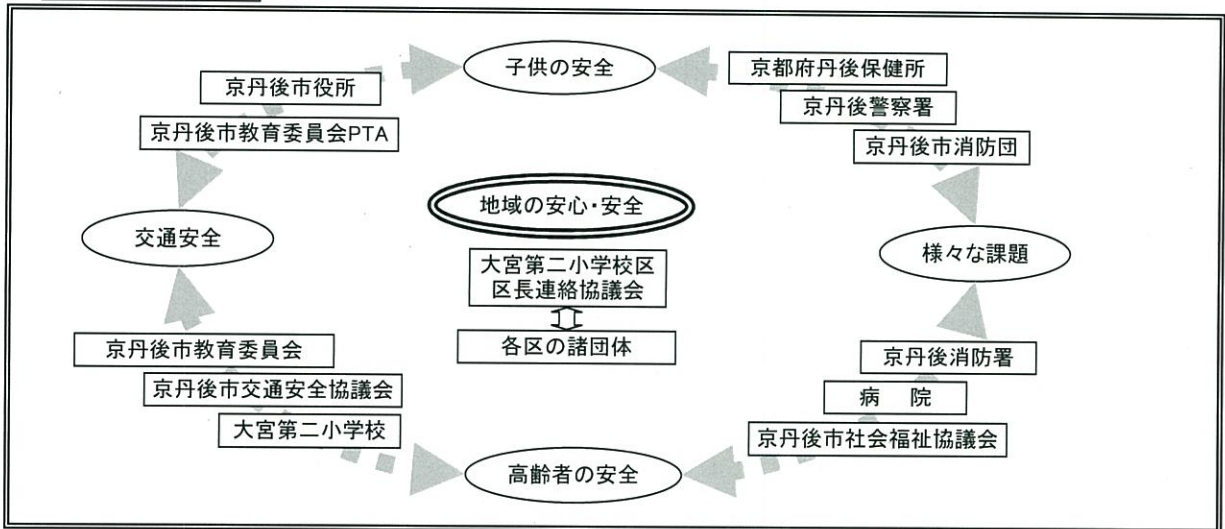 子供の安全
京丹後市役所
京丹後市教育委員会PTA
京都府丹後保健所
京丹後警察署
京丹後市消防団
地域の安心・安全
交通安全
様々な課題
大宮第二小学校区
区長連絡協議会
各区の諸団体
京丹後市教育委員会
京丹後市交通安全協議会
大宮第二小学校
京丹後消防署
病　院
京丹後市社会福祉協議会
高齢者の安全